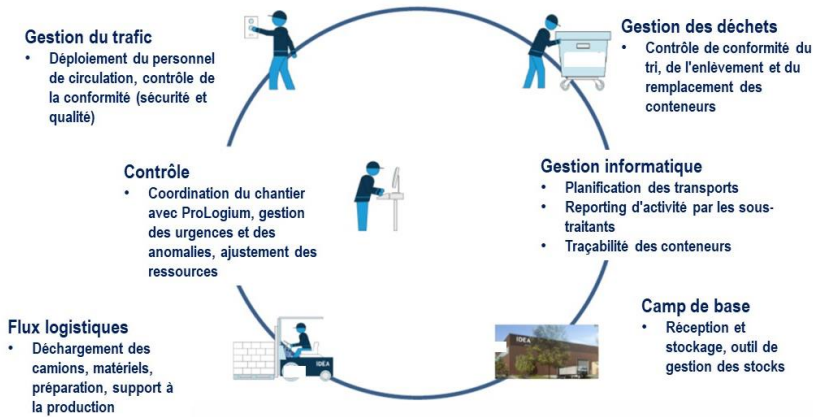 Gestion du trafic
• Déploiement du personnel
de circulation, contrôle de
la conformité (sécurité et
qualité)
Gestion des déchets
• Contrôle de conformité du
tri, de l'enlèvement et du
remplacement des
conteneurs
Contrôle
• Coordination du chantier
avec ProLogium, gestion
des urgences et des
anomalies, ajustement des
ressources
Gestion informatique
• Planification des transports
• Reporting d'activité par les sous-
traitants
• Traçabilité des conteneurs
Flux logistiques
• Déchargement des
camions, matériels,
préparation, support à
la production
IDEA
IDEA
Camp de base
• Réception et
stockage, outil de
gestion des stocks